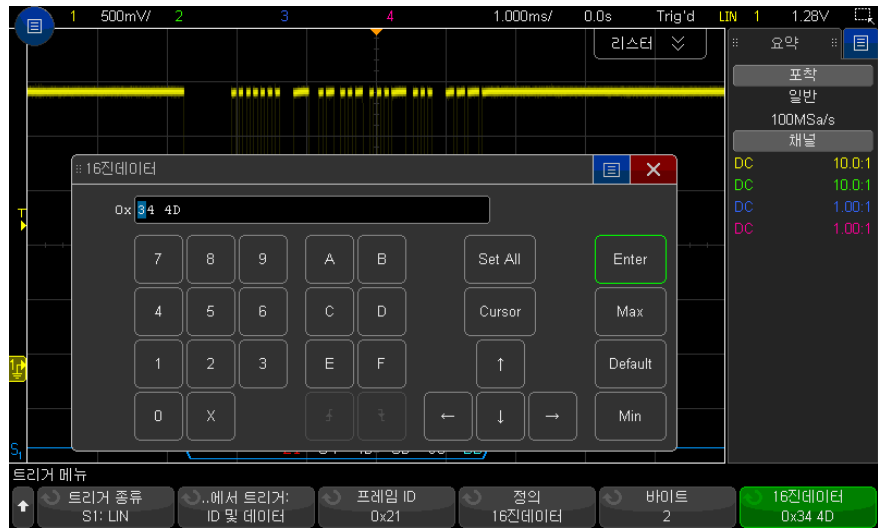 1 500mV/ 2 3 4 1.000ms/ 0.0s Trig'd LIN 1 1.28V
리스터
요약
포착
일반
100MSa/s
채널
DC 10.0:1
DC 10.0:1
DC 1.00:1
DC 1.00:1
16진데이터
0x 34 4D
7 8 9 A B Set All Enter
4 5 6 C D Cursor Max
1 2 3 E F ↑ Default
0 X ← ↓ → Min
T
1
S1
트리거 메뉴
트리거 종류
S1: LIN
..에서 트리거:
ID 및 데이터
프레임 ID
0x21
정의
16진데이터
바이트
2
16진데이터
0x34 4D